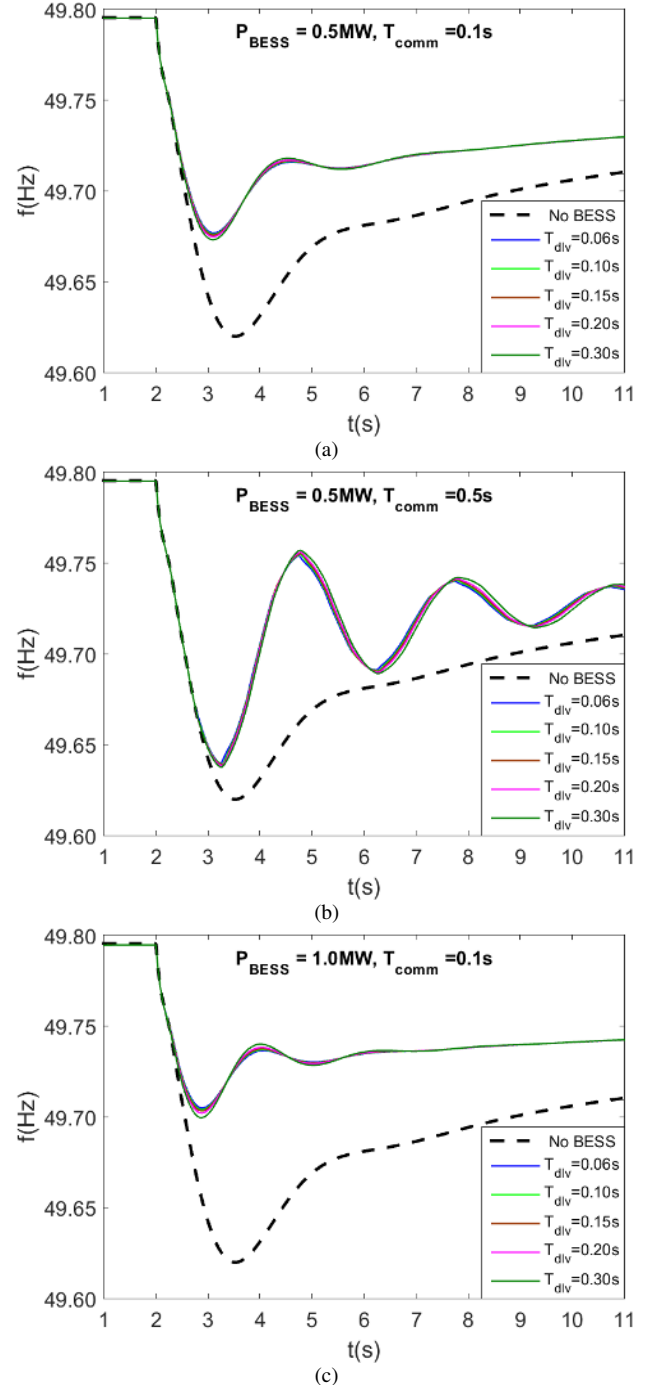 P_BESS = 0.5MW, T_comm =0.1s
49.80
49.75
49.70
49.65
49.60
f(Hz)
No BESS
T_dlv=0.06s
T_dlv=0.10s
T_dlv=0.15s
T_dlv=0.20s
T_dlv=0.30s
1 2 3 4 5 6 7 8 9 10 11
t(s)
(a)
P_BESS = 0.5MW, T_comm =0.5s
49.80
49.75
49.70
49.65
49.60
f(Hz)
No BESS
T_dlv=0.06s
T_dlv=0.10s
T_dlv=0.15s
T_dlv=0.20s
T_dlv=0.30s
1 2 3 4 5 6 7 8 9 10 11
t(s)
(b)
P_BESS = 1.0MW, T_comm =0.1s
49.80
49.75
49.70
49.65
49.60
f(Hz)
No BESS
T_dlv=0.06s
T_dlv=0.10s
T_dlv=0.15s
T_dlv=0.20s
T_dlv=0.30s
1 2 3 4 5 6 7 8 9 10 11
t(s)
(c)